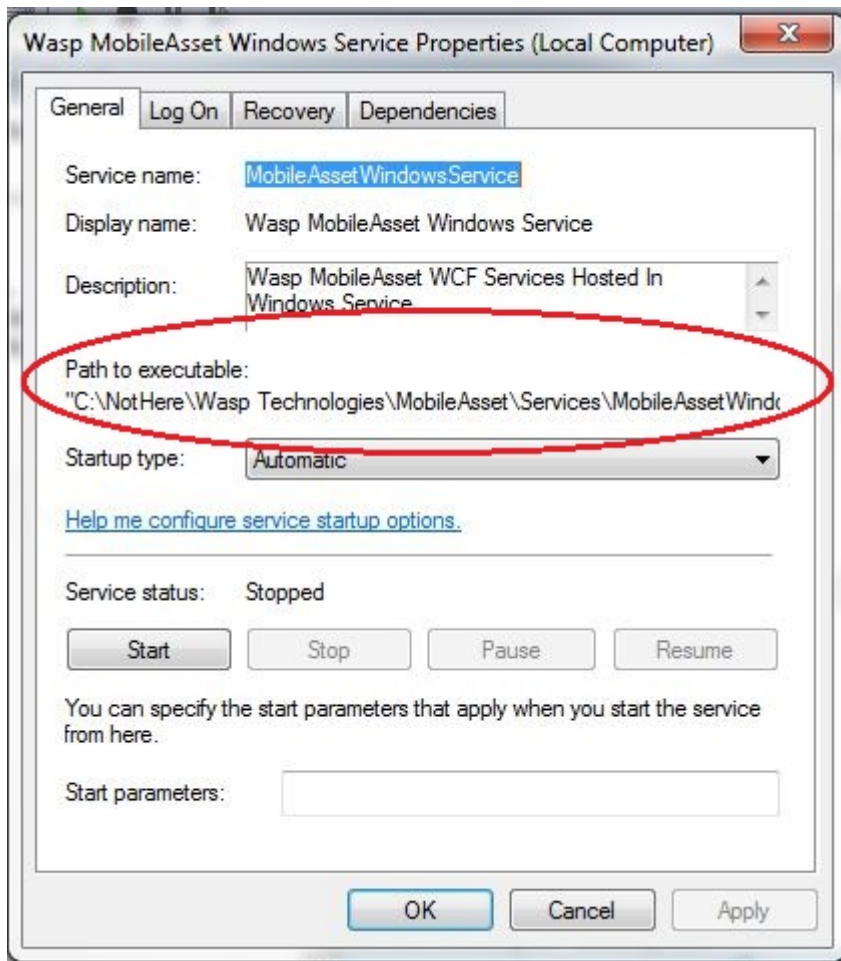 Wasp MobileAsset Windows Service Properties (Local Computer)
General Log On Recovery Dependencies
Service name: MobileAssetWindowsService
Display name: Wasp MobileAsset Windows Service
Description: Wasp MobileAsset WCF Services Hosted In
Windows Service
Path to executable:
"C:\NotHere\Wasp Technologies\MobileAsset\Services\MobileAssetWindo
Startup type: Automatic
Help me configure service startup options.
Service status: Stopped
Start Stop Pause Resume
You can specify the start parameters that apply when you start the service
from here.
Start parameters:
OK Cancel Apply